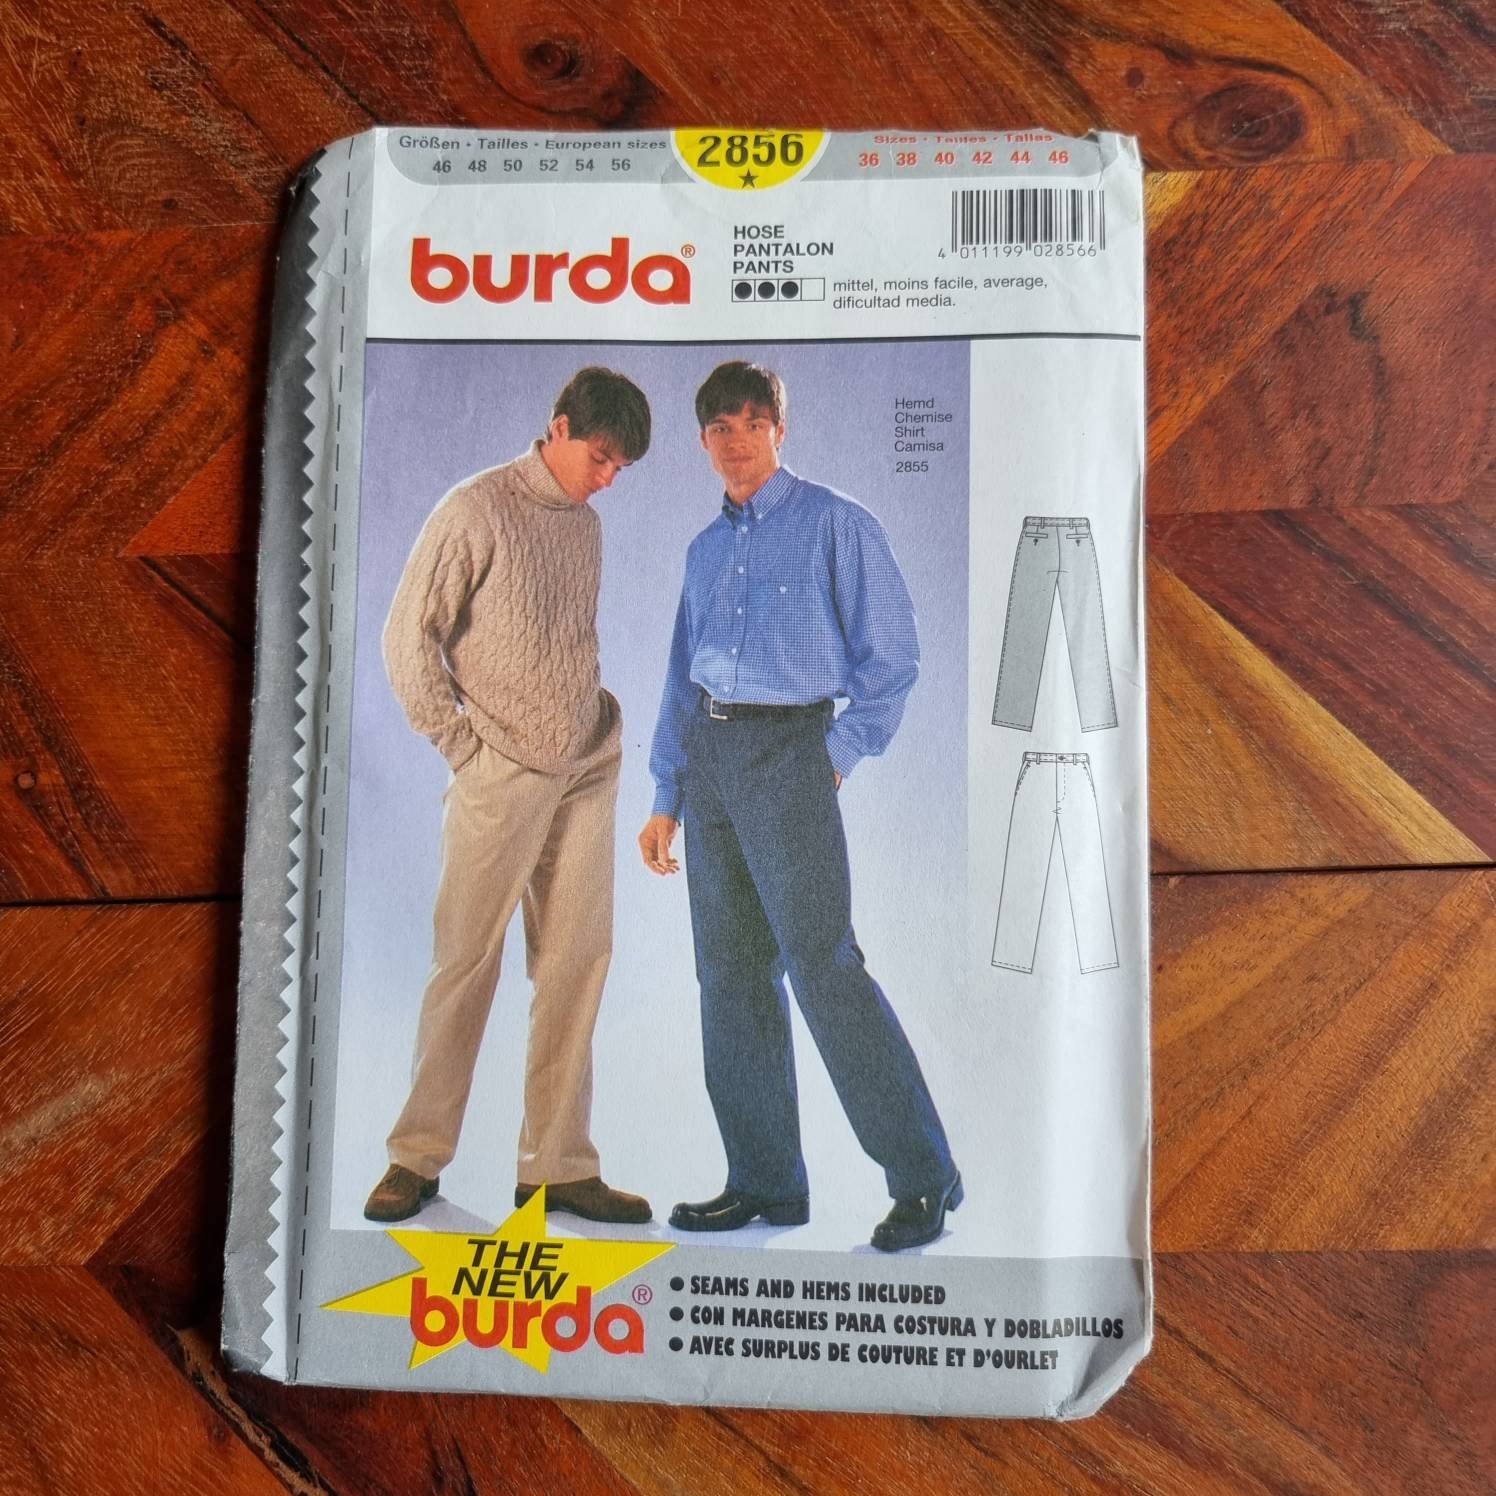 Größen · Tailles · European sizes
46 48 50 52 54 56
2856
Sizes · Tailles · Tallas
36 38 40 42 44 46
burda®
HOSE
PANTALON
PANTS
mittel, moins facile, average,
dificultad media.
4 011199 028566
Hemd
Chemise
Shirt
Camisa
2855
THE
NEW
burda®
• SEAMS AND HEMS INCLUDED
• CON MARGENES PARA COSTURA Y DOBLADILLOS
• AVEC SURPLUS DE COUTURE ET D'OURLET